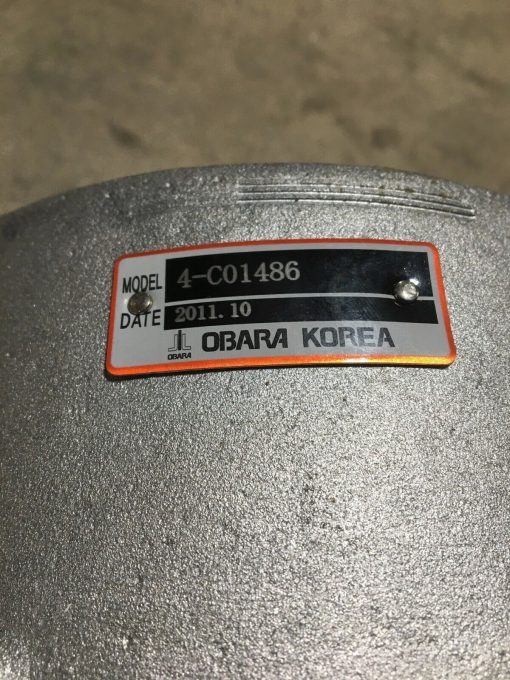 MODEL 4-C01486
DATE 2011.10
OBARA OBARA KOREA